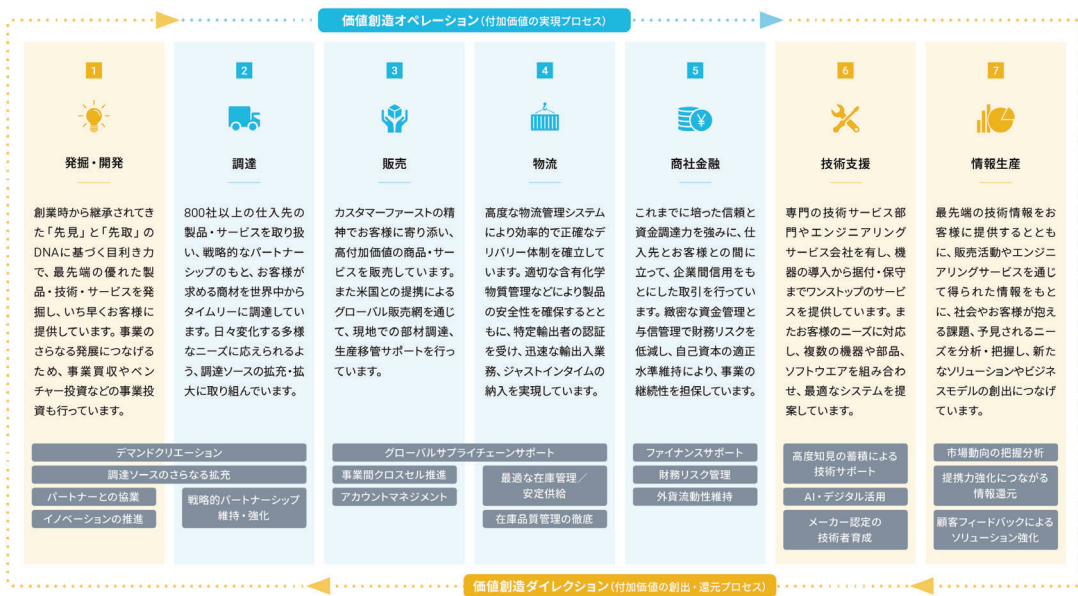 価値創造オペレーション(付加価値の実現プロセス)
1
発掘・開発
創業時から継承されてき
た「先見」と「先取」の
DNAに基づく目利き力
で、最先端の優れた製
品・技術・サービスを発
掘し、いち早くお客様に
提供しています。事業の
さらなる発展につなげる
ため、事業買収やベン
チャー投資などの事業投
資も行っています。
2
調達
800社以上の仕入先の
製品・サービスを取り扱
い、戦略的なパートナー
シップのもと、お客様が
求める商材を世界中から
タイムリーに調達してい
ます。日々変化する多様
なニーズに応えられるよ
う、調達ソースの拡充・拡
大に取り組んでいます。
3
販売
カスタマーファーストの精
神でお客様に寄り添い、
高付加価値の商品・サー
ビスを販売しています。
また米国との提携による
グローバル販売網を通じ
て、現地での部材調達、
生産移管サポートを行っ
ています。
4
物流
高度な物流管理システム
により効率的で正確なデ
リバリー体制を確立して
います。適切な含有化学
物質管理などにより製品
の安全性を確保するとと
もに、特定輸出者の認証
を受け、迅速な輸出入業
務、ジャストインタイムの
納入を実現しています。
5
商社金融
これまでに培った信頼と
資金調達力を強みに、仕
入先とお客様との間に
立って、企業間信用をも
とにした取引を行ってい
ます。緻密な資金管理と
与信管理で財務リスクを
低減し、自己資本の適正
水準維持により、事業の
継続性を担保しています。
6
技術支援
専門の技術サービス部
門やエンジニアリング
サービス会社を有し、機
器の導入から据付・保守
までワンストップのサービ
スを提供しています。ま
たお客様のニーズに対応
し、複数の機器や部品、
ソフトウエアを組み合わ
せ、最適なシステムを提
案しています。
7
情報生産
最先端の技術情報をお
客様に提供するととも
に、販売活動やエンジニ
アリングサービスを通じ
て得られた情報をもと
に、社会やお客様が抱え
る課題、予見されるニー
ズを分析・把握し、新た
なソリューションやビジネ
スモデルの創出につなげ
ています。
デマンドクリエーション
調達ソースのさらなる拡充
パートナーとの協業
イノベーションの推進
戦略的パートナーシップ
維持・強化
グローバルサプライチェーンサポート
事業間クロスセル推進
アカウントマネジメント
最適な在庫管理/
安定供給
在庫品質管理の徹底
ファイナンスサポート
財務リスク管理
外貨流動性維持
高度知見の蓄積による
技術サポート
AI・デジタル活用
メーカー認定の
技術者育成
市場動向の把握分析
提携力強化につながる
情報還元
顧客フィードバックによる
ソリューション強化
価値創造ダイレクション(付加価値の創出・還元プロセス)